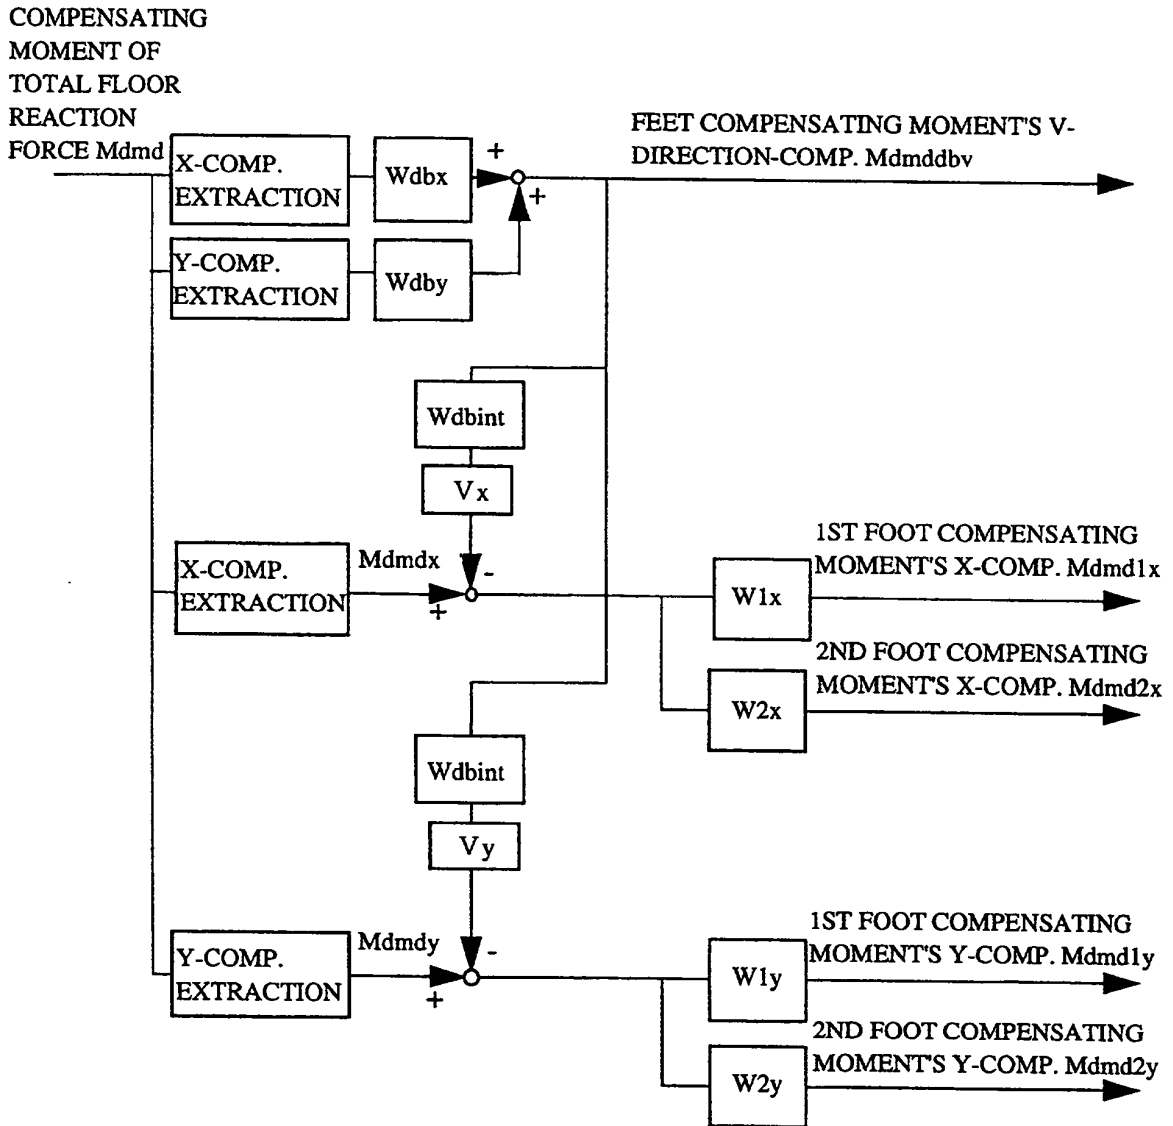 COMPENSATING
MOMENT OF
TOTAL FLOOR
REACTION
FORCE Mdmd
X-COMP.
EXTRACTION
Wdbx
+
+
FEET COMPENSATING MOMENT'S V-
DIRECTION-COMP. Mdmddbv
Y-COMP.
EXTRACTION
Wdby
Wdbint
Vx
X-COMP.
EXTRACTION
Mdmdx
+
-
W1x
1ST FOOT COMPENSATING
MOMENT'S X-COMP. Mdmd1x
W2x
2ND FOOT COMPENSATING
MOMENT'S X-COMP. Mdmd2x
Wdbint
Vy
Y-COMP.
EXTRACTION
Mdmdy
+
-
W1y
1ST FOOT COMPENSATING
MOMENT'S Y-COMP. Mdmd1y
W2y
2ND FOOT COMPENSATING
MOMENT'S Y-COMP. Mdmd2y